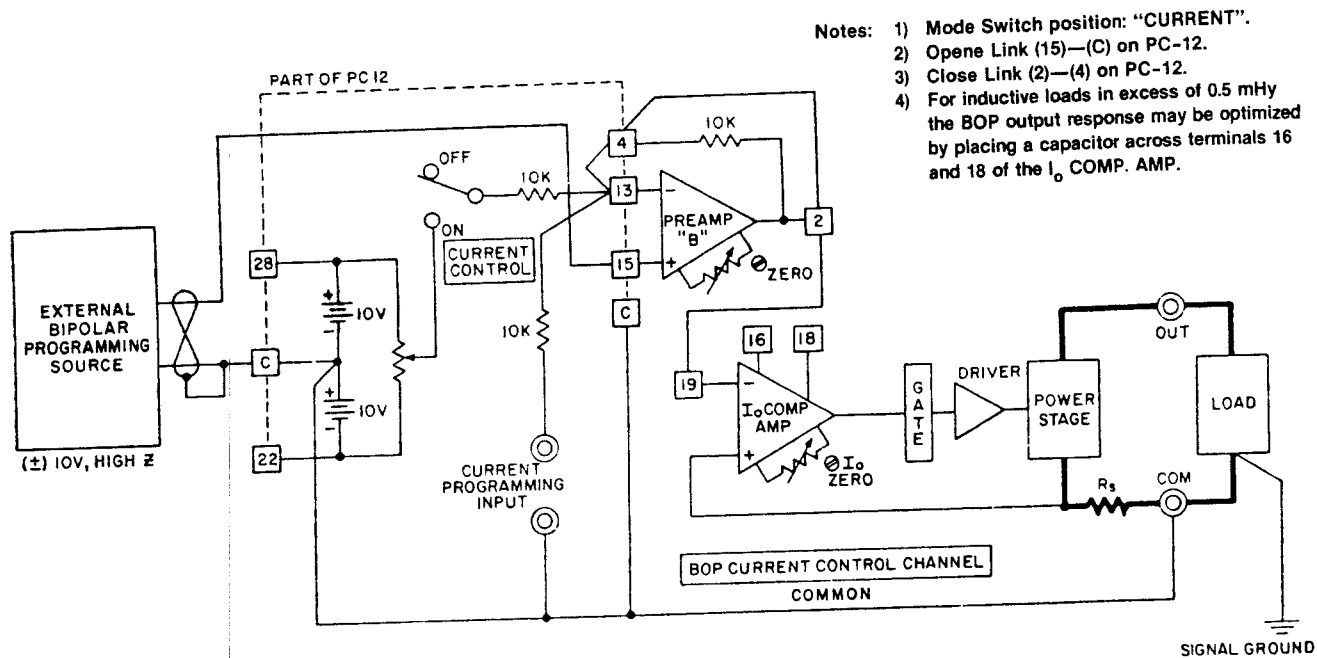 Notes: 1) Mode Switch position: "CURRENT".
2) Opene Link (15)—(C) on PC-12.
3) Close Link (2)—(4) on PC-12.
4) For inductive loads in excess of 0.5 mHy
the BOP output response may be optimized
by placing a capacitor across terminals 16
and 18 of the Io COMP. AMP.
PART OF PC 12
OFF
10K
ON
CURRENT
CONTROL
4
10K
13
−
PREAMP
"B"
2
15
+
ZERO
C
28
+
10V
−
C
+
10V
−
22
EXTERNAL
BIPOLAR
PROGRAMMING
SOURCE
(±) 10V, HIGH Z
10K
CURRENT
PROGRAMMING
INPUT
16
18
19
−
Io COMP
AMP
+
Io
ZERO
GATE
DRIVER
POWER
STAGE
OUT
LOAD
Rs
COM
BOP CURRENT CONTROL CHANNEL
COMMON
SIGNAL GROUND